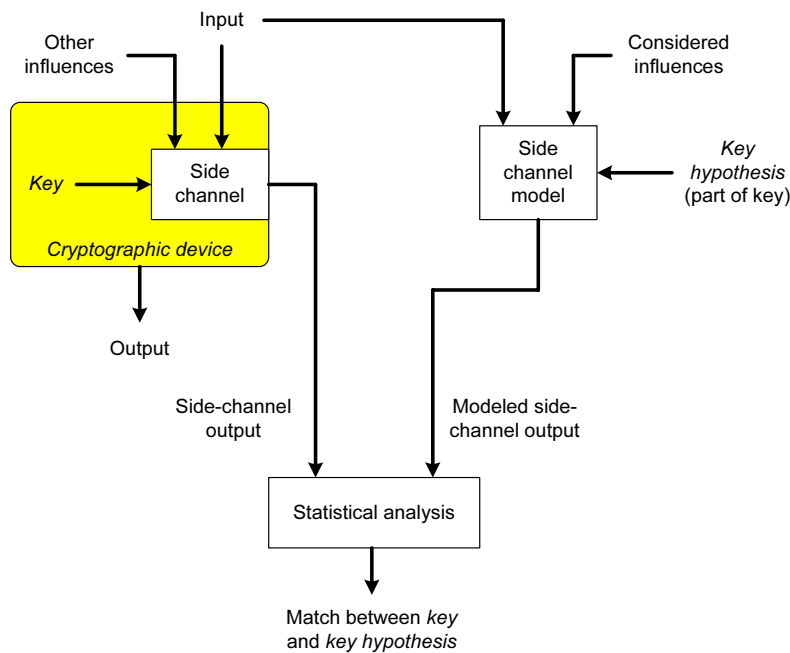 Input
Other
influences
Considered
influences
Key
Side
channel
Side
channel
model
Key
hypothesis
(part of key)
Cryptographic device
Output
Side-channel
output
Modeled side-
channel output
Statistical analysis
Match between key
and key hypothesis